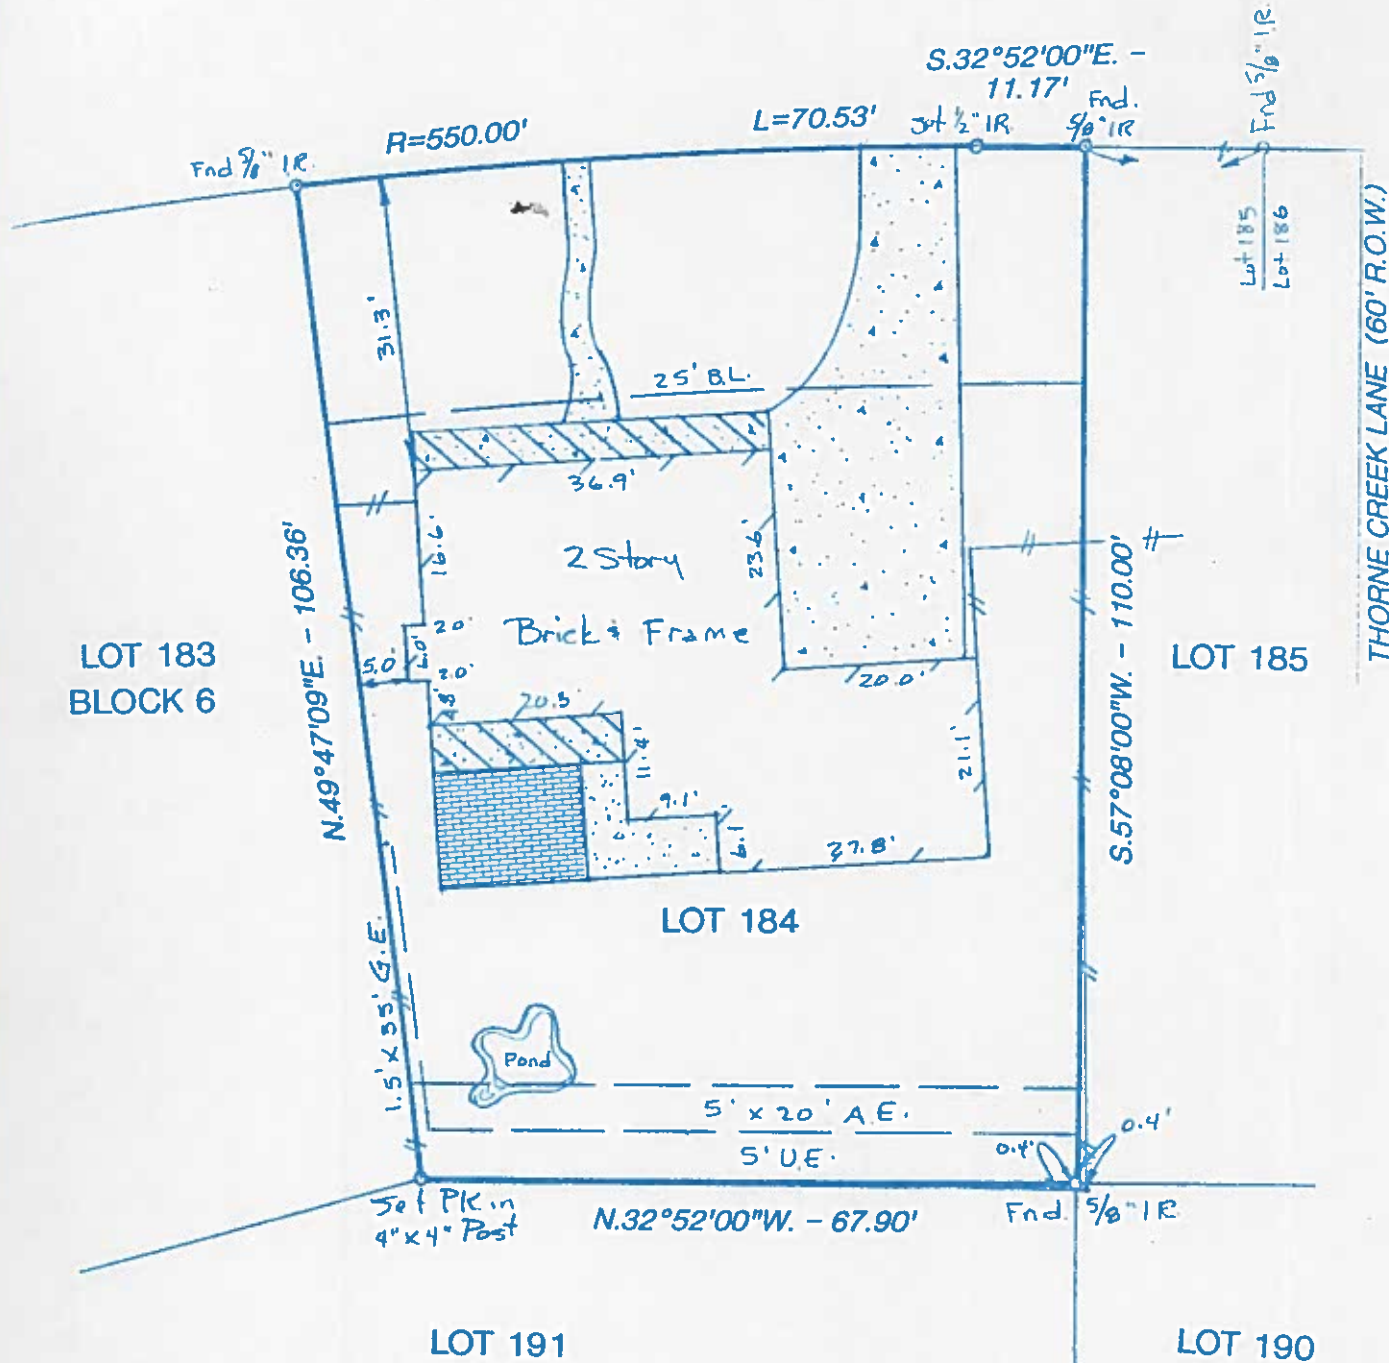 S.32°52'00"E. –
11.17'
Fnd 5/8" I.R.
R=550.00'
L=70.53'
Set ½" IR
Fnd.
5/8" IR
Fnd 5/8" I.R.
Lot 185
Lot 186
THORNE CREEK LANE (60' R.O.W.)
31.3'
25' B.L.
36.9'
16.6'
2 Story
Brick & Frame
23.6'
2.0'
6.0'
2.0'
5.0'
4.8'
20.3
20.0'
11.4'
9.1'
6.1
21.1'
27.8'
N.49°47'09"E. – 106.36'
S.57°08'00"W. – 110.00'
LOT 183
BLOCK 6
LOT 185
LOT 184
1.5' x 35' G.E.
Pond
5' x 20' A.E.
5' U.E.
0.4'
0.4'
Set PK in
4" x 4" Post
N.32°52'00"W. – 67.90'
Fnd. 5/8" IR
LOT 191
LOT 190